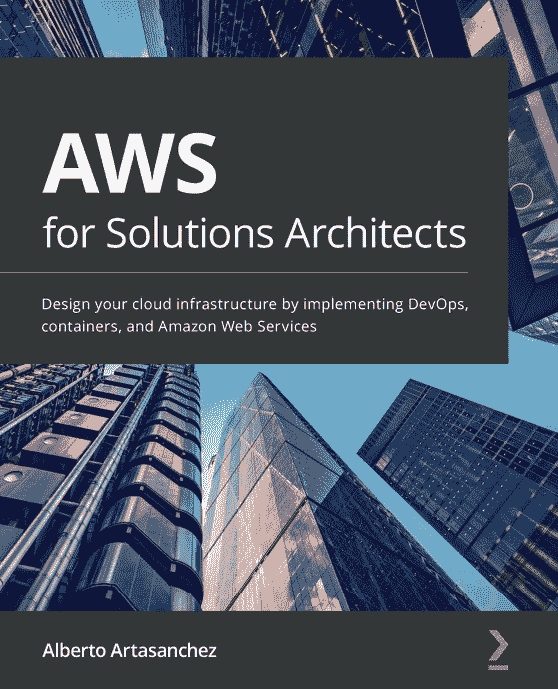 AWS
for Solutions Architects
Design your cloud infrastructure by implementing DevOps,
containers, and Amazon Web Services
Alberto Artasanchez